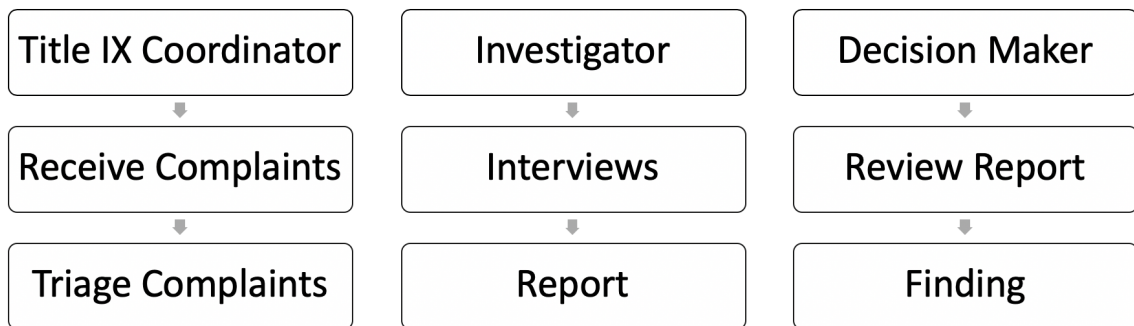 Title IX Coordinator
Receive Complaints
Triage Complaints
Investigator
Interviews
Report
Decision Maker
Review Report
Finding